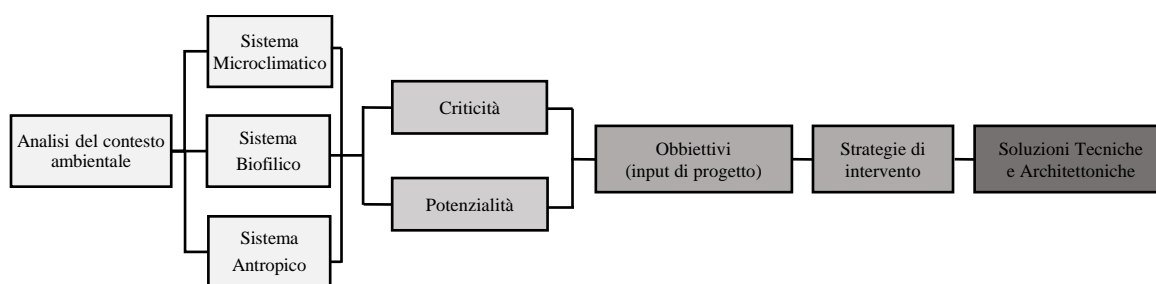 Analisi del contesto
ambientale
Sistema
Microclimatico
Sistema
Biofilico
Sistema
Antropico
Criticità
Potenzialità
Obbiettivi
(input di progetto)
Strategie di
intervento
Soluzioni Tecniche
e Architettoniche